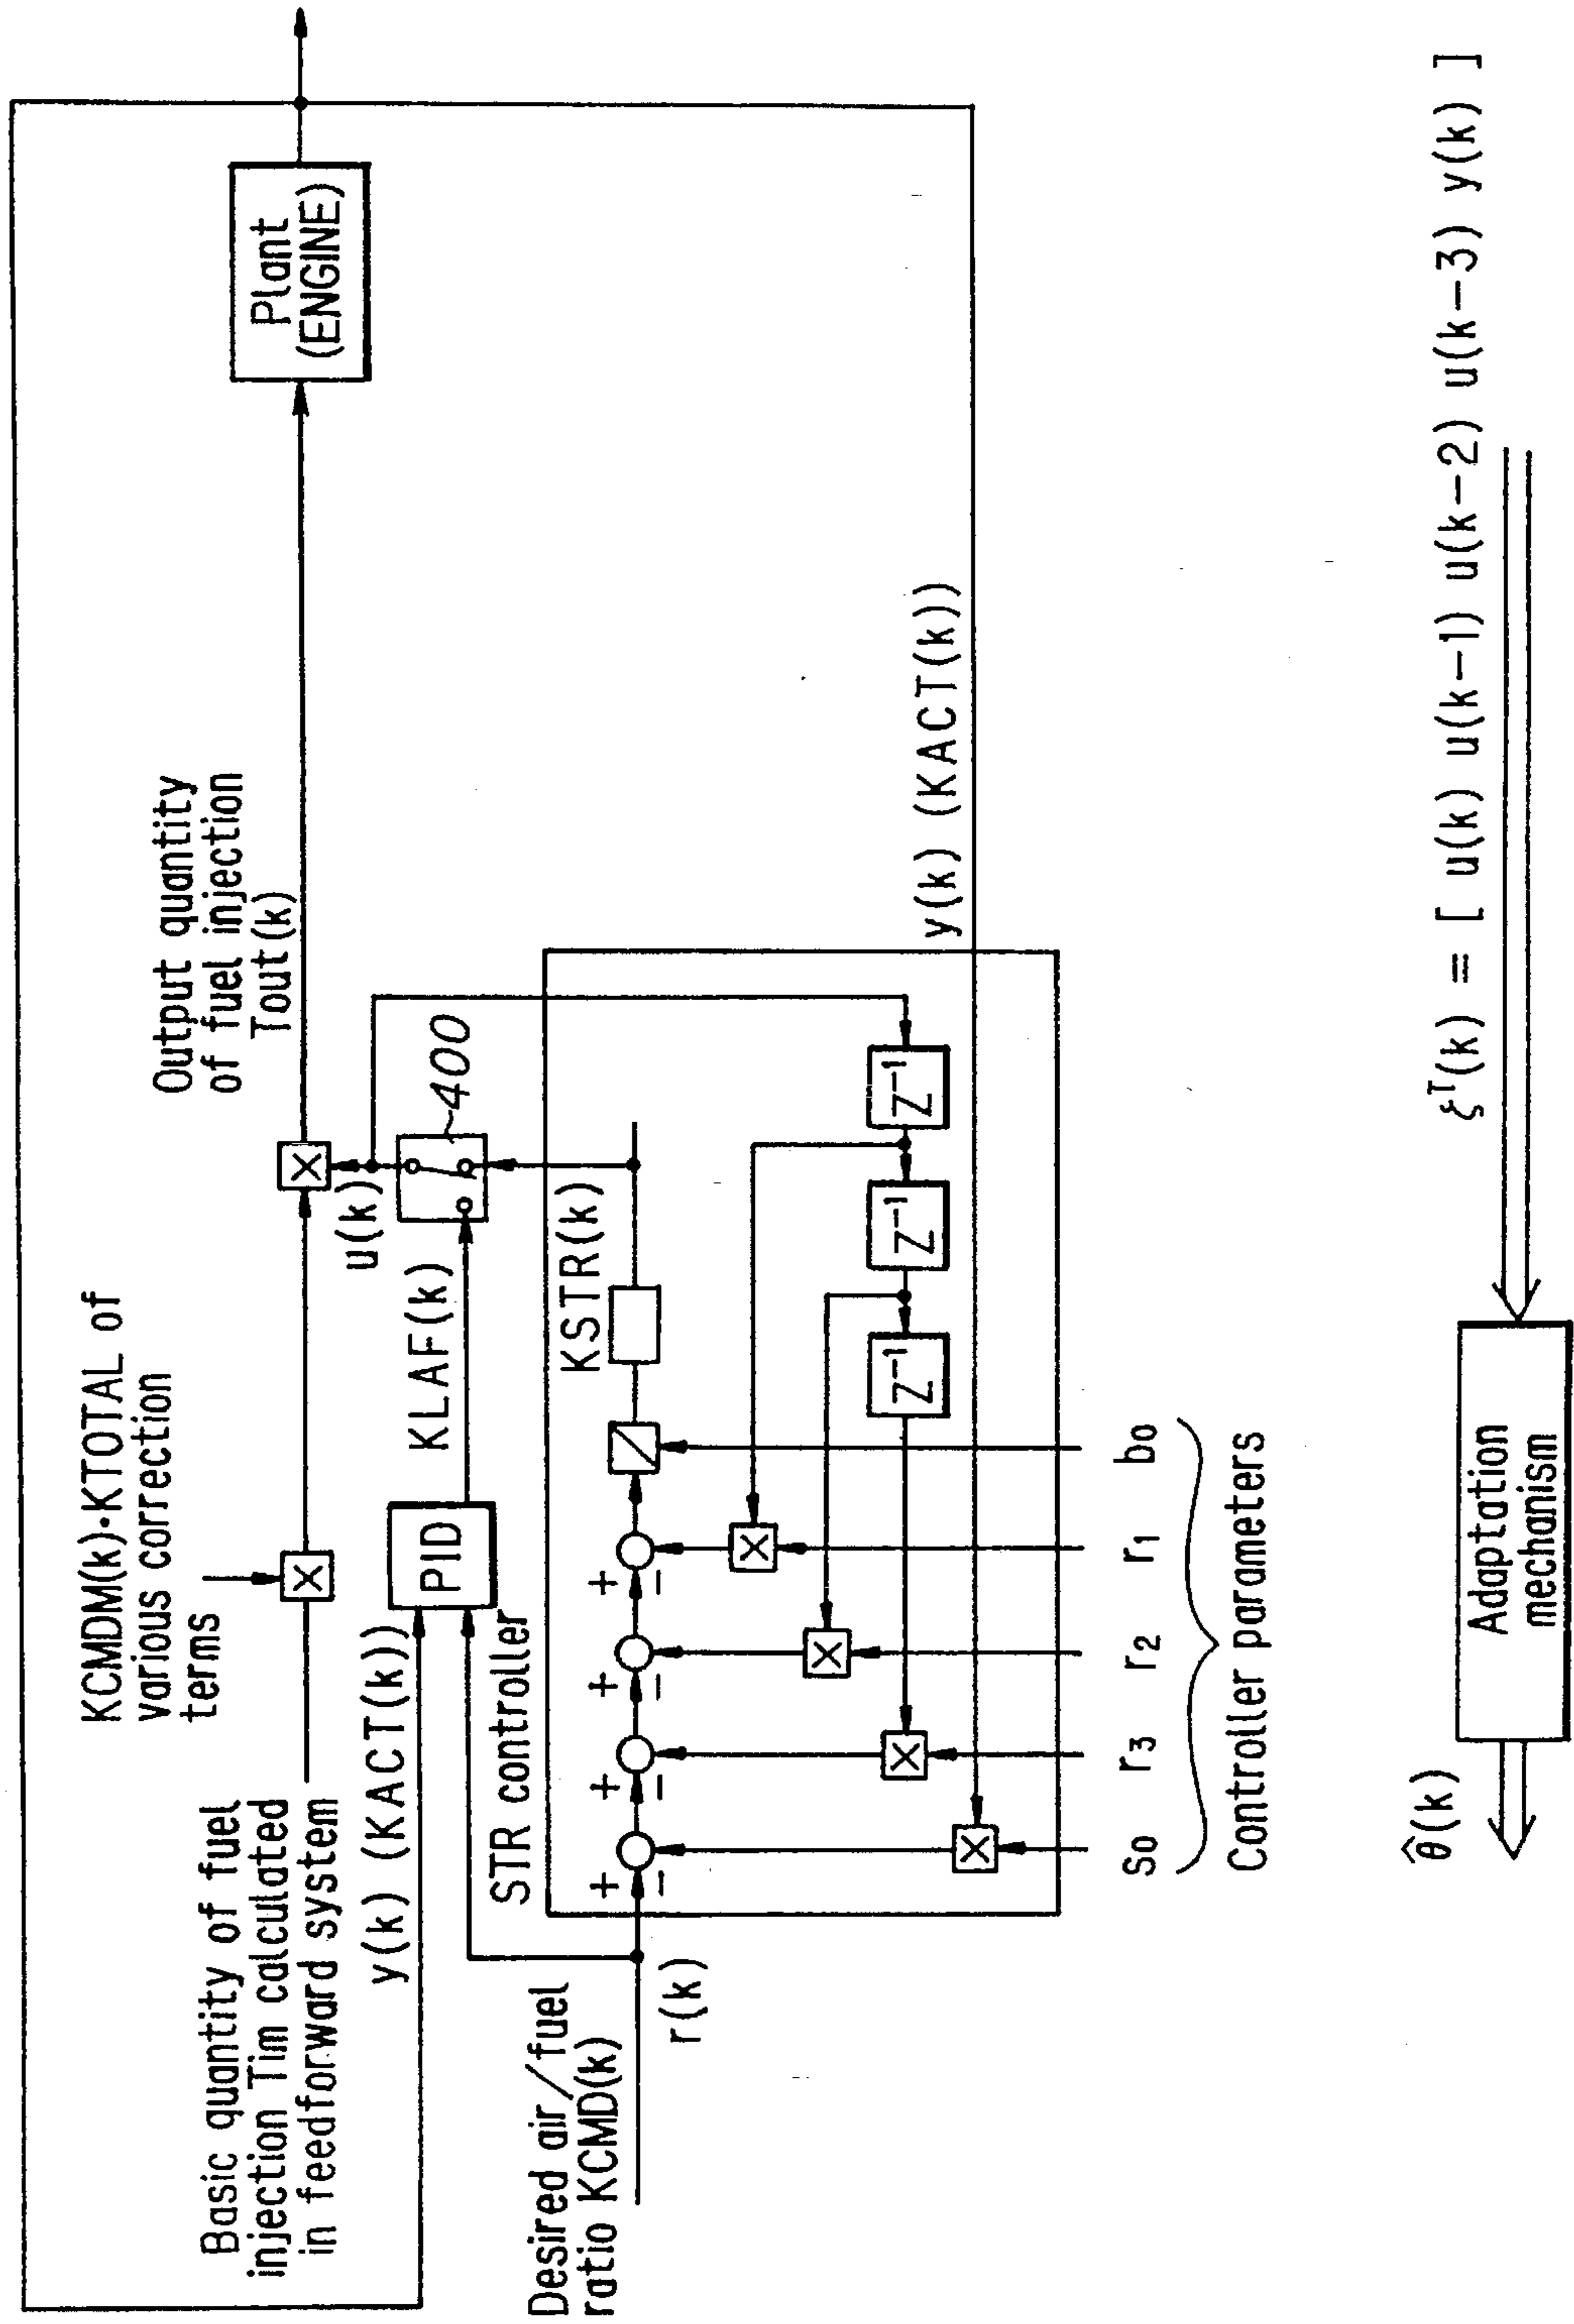 KCMDM(k)·KTOTAL of
various correction
terms
Output quantity
of fuel injection
Tout(k)
Basic quantity of fuel
injection Tim calculated
in feedforward system
×
×
Plant
(ENGINE)
u(k)
y(k) (KACT(k))
PID
KLAF(k)
400
STR controller
Desired air/fuel
ratio KCMD(k)
r(k)
KSTR(k)
+ − + − + − + −
×
×
×
×
Z⁻¹
Z⁻¹
Z⁻¹
y(k) (KACT(k))
s0 r3 r2 r1 b0
Controller parameters
θ̂(k)
Adaptation
mechanism
ξᵀ(k) = [ u(k) u(k−1) u(k−2) u(k−3) y(k) ]